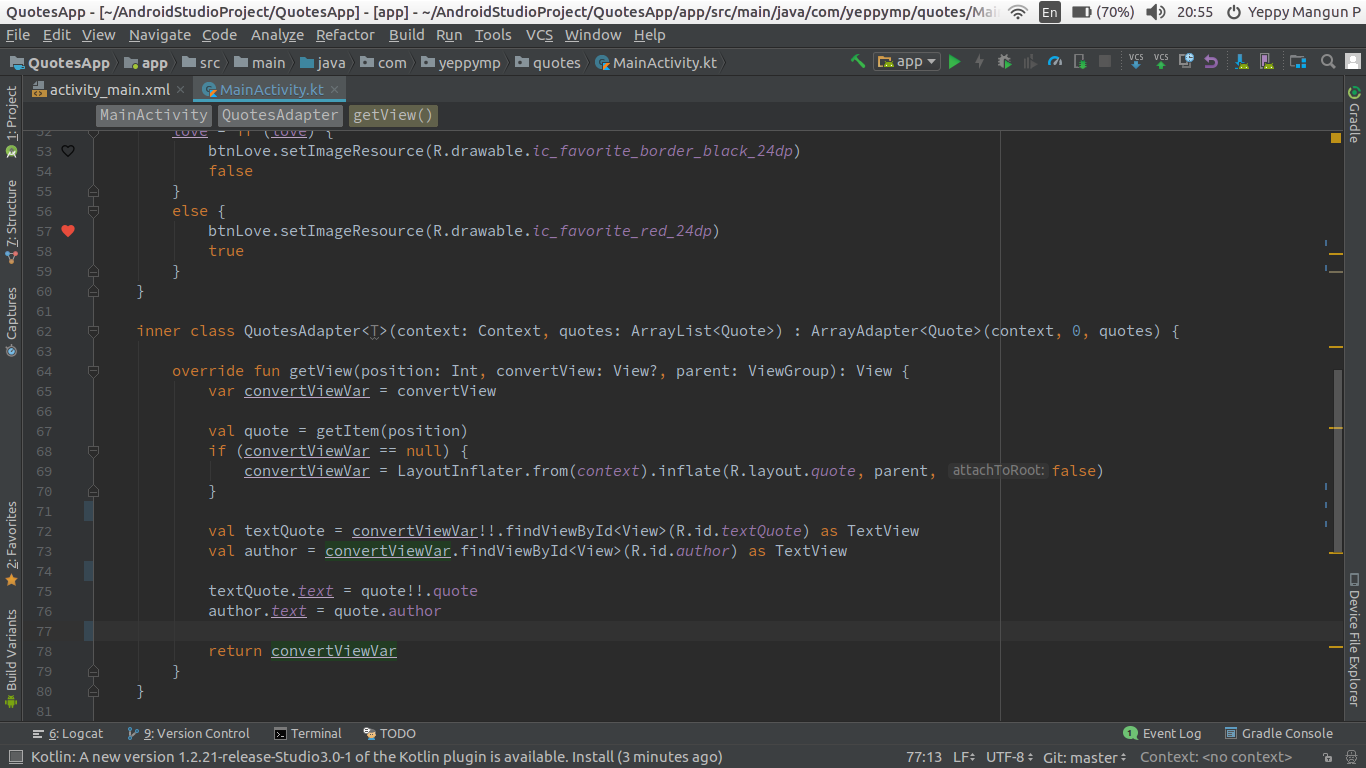 QuotesApp - [~/AndroidStudioProject/QuotesApp] - [app] - ~/AndroidStudioProject/QuotesApp/app/src/main/java/com/yeppymp/quotes/Mai En (70%) 20:55 Yeppy Mangun P
File Edit View Navigate Code Analyze Refactor Build Run Tools VCS Window Help
QuotesApp app src main java com yeppymp quotes MainActivity.kt app VCS VCS
activity_main.xml MainActivity.kt
MainActivity QuotesAdapter getView()
1: Project
7: Structure
Captures
2: Favorites
Build Variants
52 love = if (love) {
53 btnLove.setImageResource(R.drawable.ic_favorite_border_black_24dp)
54 false
55 }
56 else {
57 btnLove.setImageResource(R.drawable.ic_favorite_red_24dp)
58 true
59 }
60 }
61
62 inner class QuotesAdapter<T>(context: Context, quotes: ArrayList<Quote>) : ArrayAdapter<Quote>(context, 0, quotes) {
63
64 override fun getView(position: Int, convertView: View?, parent: ViewGroup): View {
65 var convertViewVar = convertView
66
67 val quote = getItem(position)
68 if (convertViewVar == null) {
69 convertViewVar = LayoutInflater.from(context).inflate(R.layout.quote, parent, attachToRoot: false)
70 }
71
72 val textQuote = convertViewVar!!.findViewById<View>(R.id.textQuote) as TextView
73 val author = convertViewVar.findViewById<View>(R.id.author) as TextView
74
75 textQuote.text = quote!!.quote
76 author.text = quote.author
77
78 return convertViewVar
79 }
80 }
81
Gradle
Device File Explorer
6: Logcat 9: Version Control Terminal TODO 1 Event Log Gradle Console
Kotlin: A new version 1.2.21-release-Studio3.0-1 of the Kotlin plugin is available. Install (3 minutes ago) 77:13 LF UTF-8 Git: master Context: <no context>